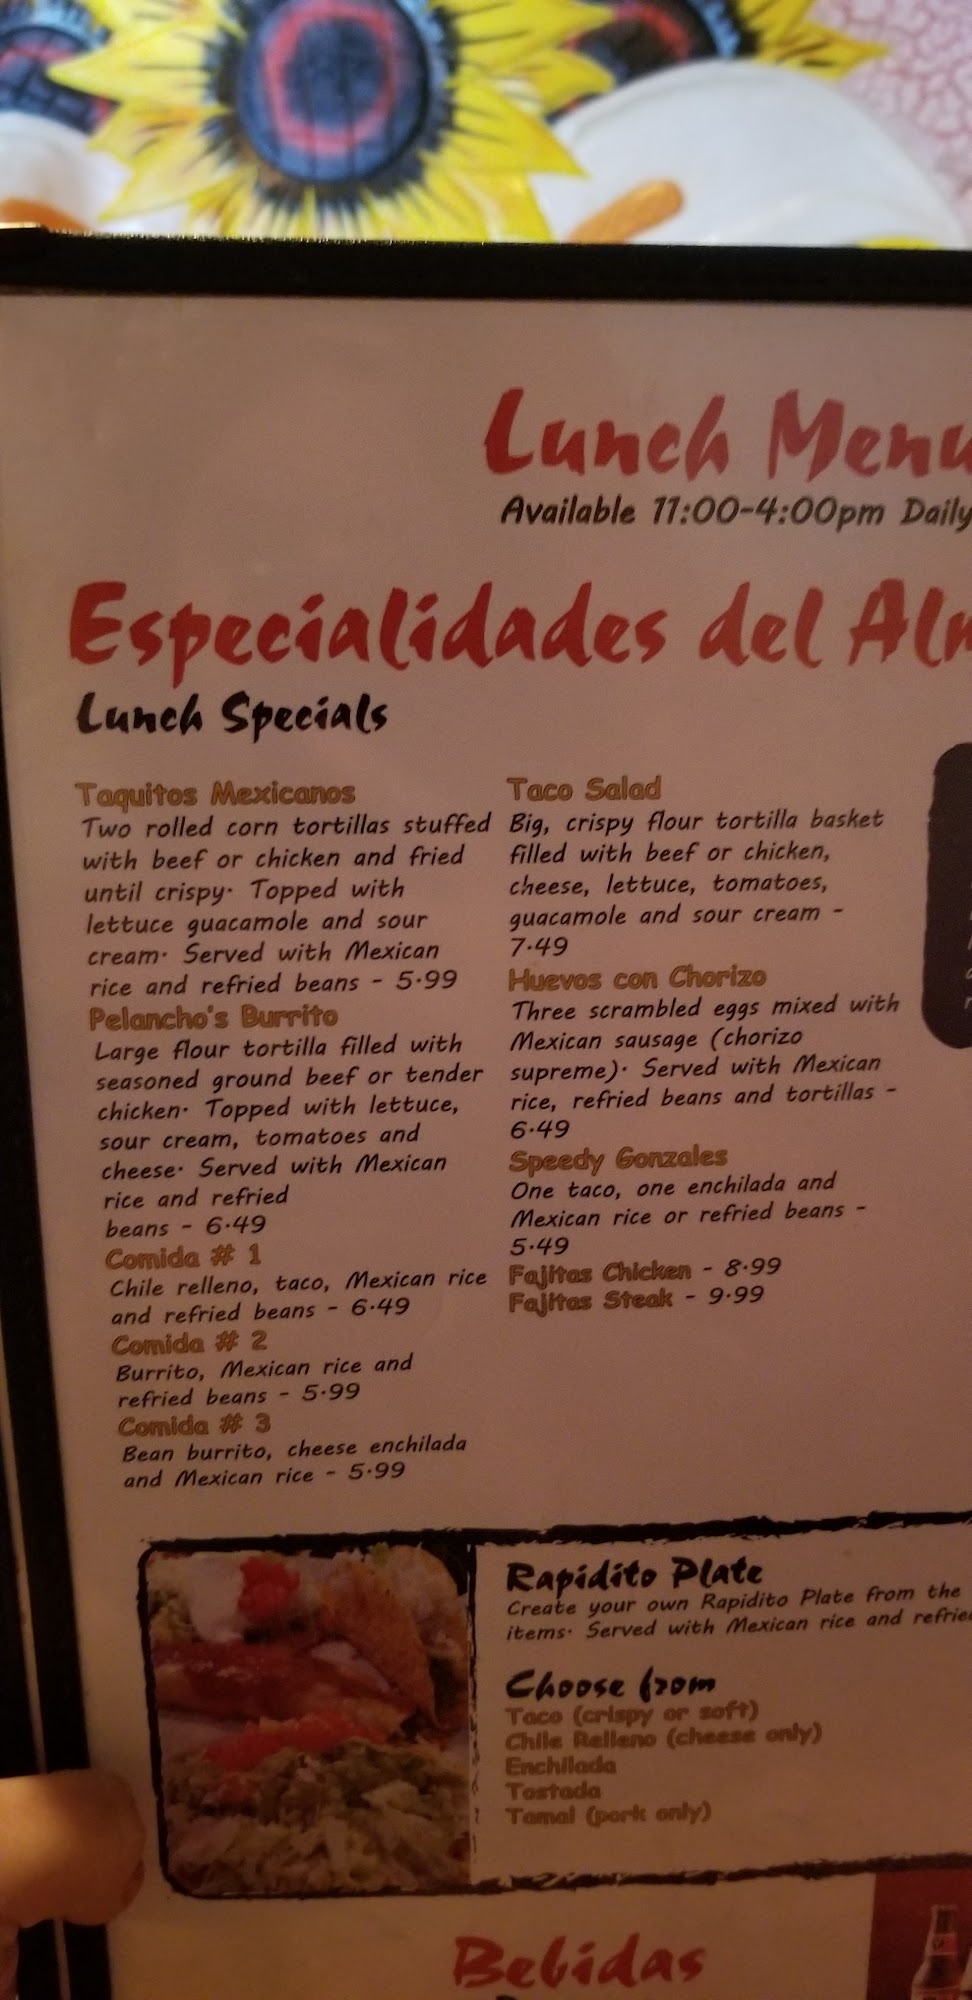 Lunch Menu
Available 11:00-4:00pm Daily
Especialidades del
Lunch Specials
Taquitos Mexicanos
Two rolled corn tortillas stuffed
with beef or chicken and fried
until crispy. Topped with
lettuce guacamole and sour
cream. Served with Mexican
rice and refried beans - 5.99
Pelancho's Burrito
Large flour tortilla filled with
seasoned ground beef or tender
chicken. Topped with lettuce,
sour cream, tomatoes and
cheese. Served with Mexican
rice and refried
beans - 6.49
Comida # 1
Chile relleno, taco, Mexican rice
and refried beans - 6.49
Comida # 2
Burrito, Mexican rice and
refried beans - 5.99
Comida # 3
Bean burrito, cheese enchilada
and Mexican rice - 5.99
Taco Salad
Big, crispy flour tortilla basket
filled with beef or chicken,
cheese, lettuce, tomatoes,
guacamole and sour cream -
7.49
Huevos con Chorizo
Three scrambled eggs mixed with
Mexican sausage (chorizo
supreme). Served with Mexican
rice, refried beans and tortillas -
6.49
Speedy Gonzales
One taco, one enchilada and
Mexican rice or refried beans -
5.49
Fajitas Chicken - 8.99
Fajitas Steak - 9.99
Rapidito Plate
Create your own Rapidito Plate from the
items. Served with Mexican rice and
Choose from
Taco (crispy or soft)
Chile Relleno (cheese only)
Enchilada
Tostada
Tamal (pork only)
Bebidas